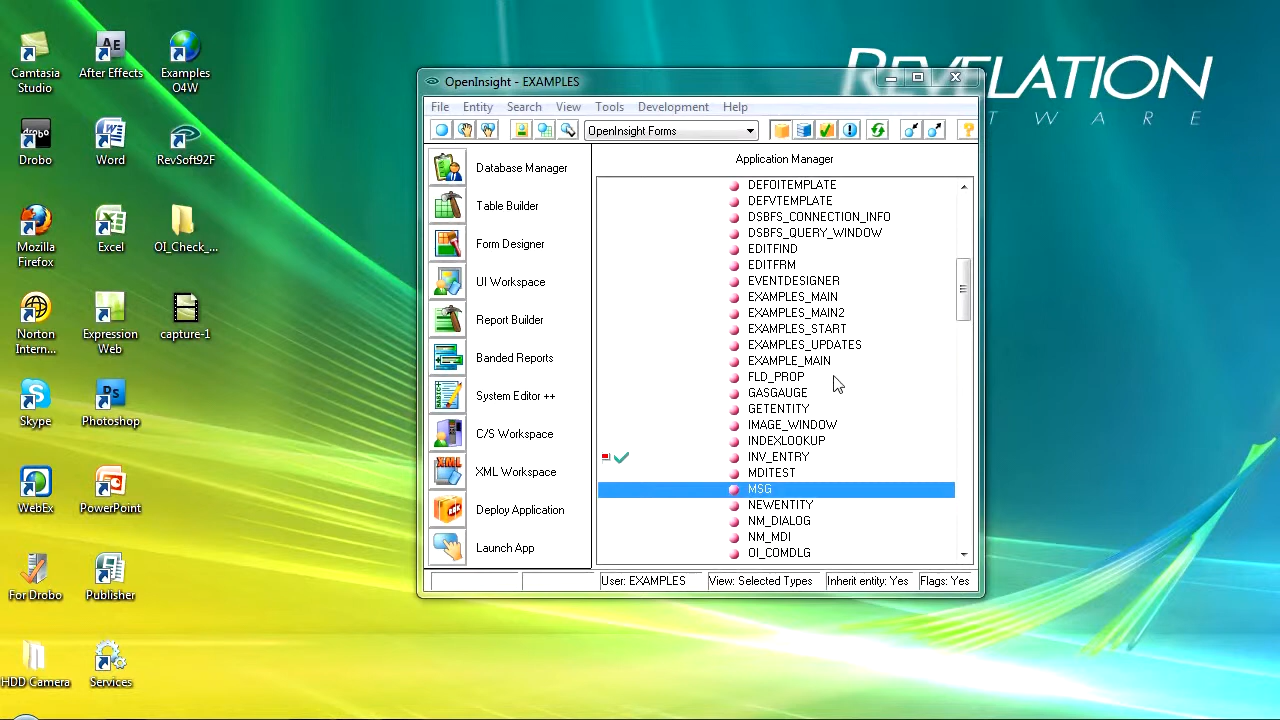 Camtasia Studio
After Effects
Examples O4W
Drobo
Word
RevSoft92F
Mozilla Firefox
Excel
OI_Check_...
Norton Intern...
Expression Web
capture-1
Skype
Photoshop
WebEx
PowerPoint
For Drobo
Publisher
HDD Camera
Services
REVELATION
T W A R E
OpenInsight - EXAMPLES
File Entity Search View Tools Development Help
OpenInsight Forms
Database Manager
Table Builder
Form Designer
UI Workspace
Report Builder
Banded Reports
System Editor ++
C/S Workspace
XML Workspace
Deploy Application
Launch App
Application Manager
DEFOITEMPLATE
DEFVTEMPLATE
DSBFS_CONNECTION_INFO
DSBFS_QUERY_WINDOW
EDITFIND
EDITFRM
EVENTDESIGNER
EXAMPLES_MAIN
EXAMPLES_MAIN2
EXAMPLES_START
EXAMPLES_UPDATES
EXAMPLE_MAIN
FLD_PROP
GASGAUGE
GETENTITY
IMAGE_WINDOW
INDEXLOOKUP
INV_ENTRY
MDITEST
MSG
NEWENTITY
NM_DIALOG
NM_MDI
OI_COMDLG
User: EXAMPLES View: Selected Types Inherit entity: Yes Flags: Yes